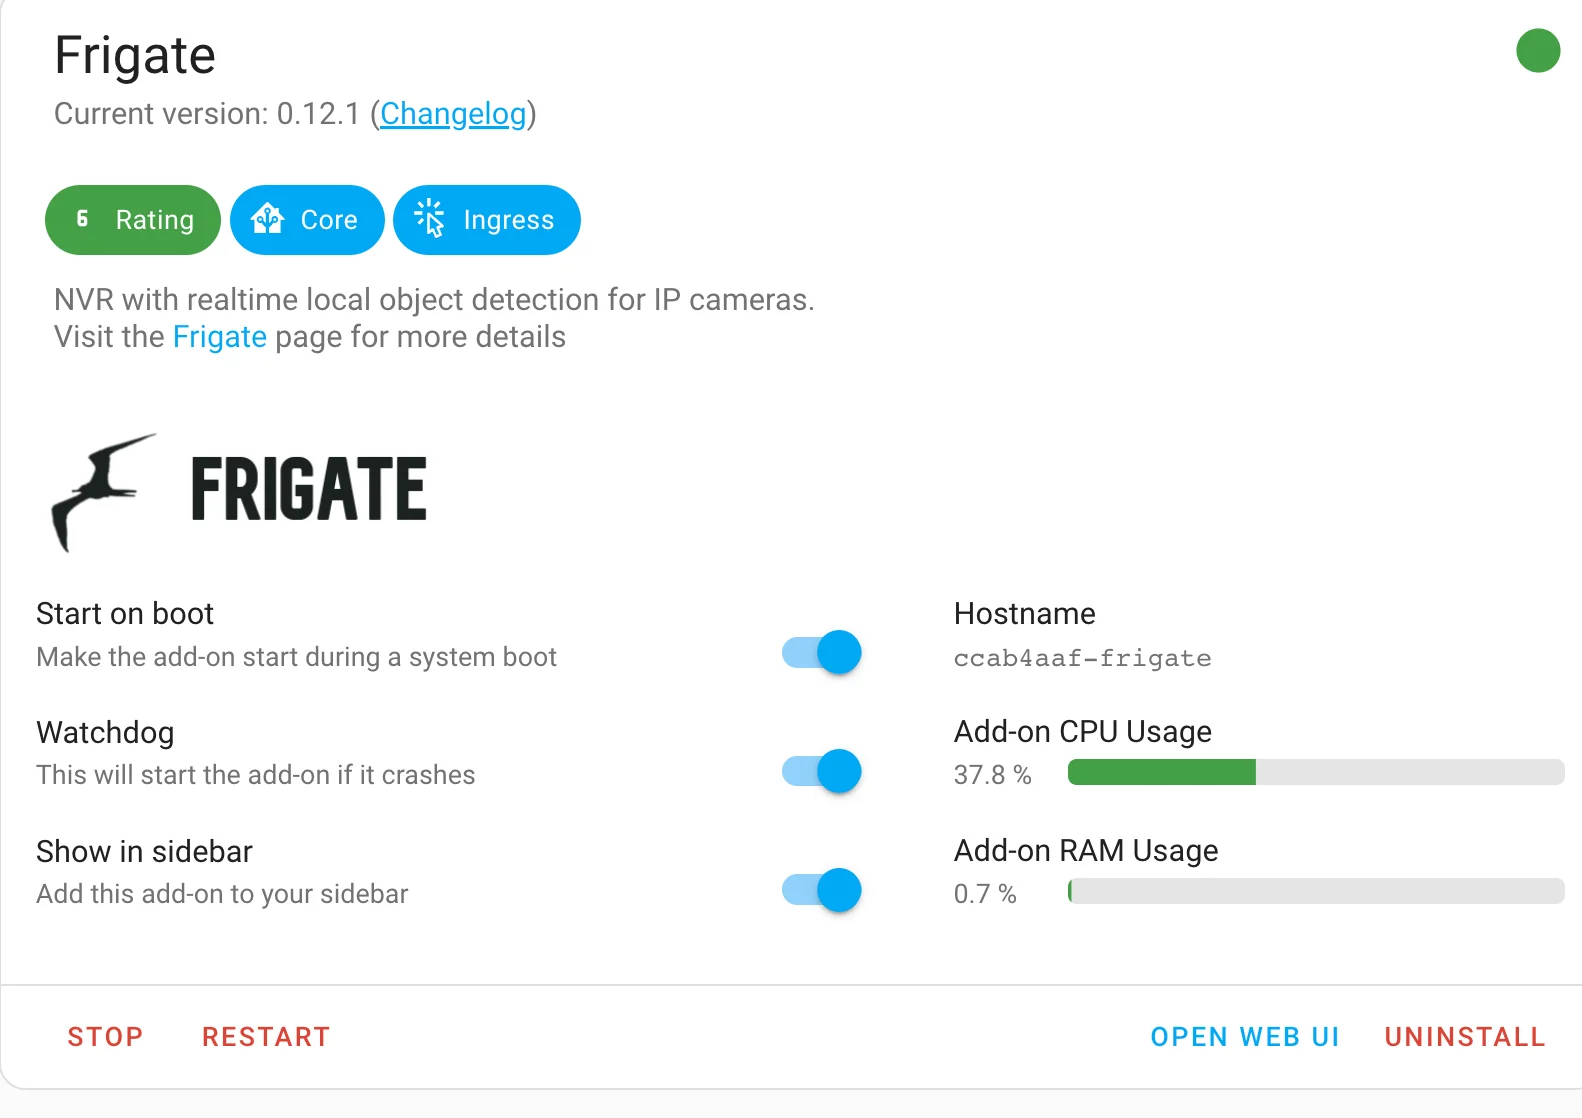 Frigate
Current version: 0.12.1 (Changelog)
6 Rating
Core
Ingress
NVR with realtime local object detection for IP cameras.
Visit the Frigate page for more details
FRIGATE
Start on boot
Make the add-on start during a system boot
Watchdog
This will start the add-on if it crashes
Show in sidebar
Add this add-on to your sidebar
Hostname
ccab4aaf-frigate
Add-on CPU Usage
37.8 %
Add-on RAM Usage
0.7 %
STOP
RESTART
OPEN WEB UI
UNINSTALL